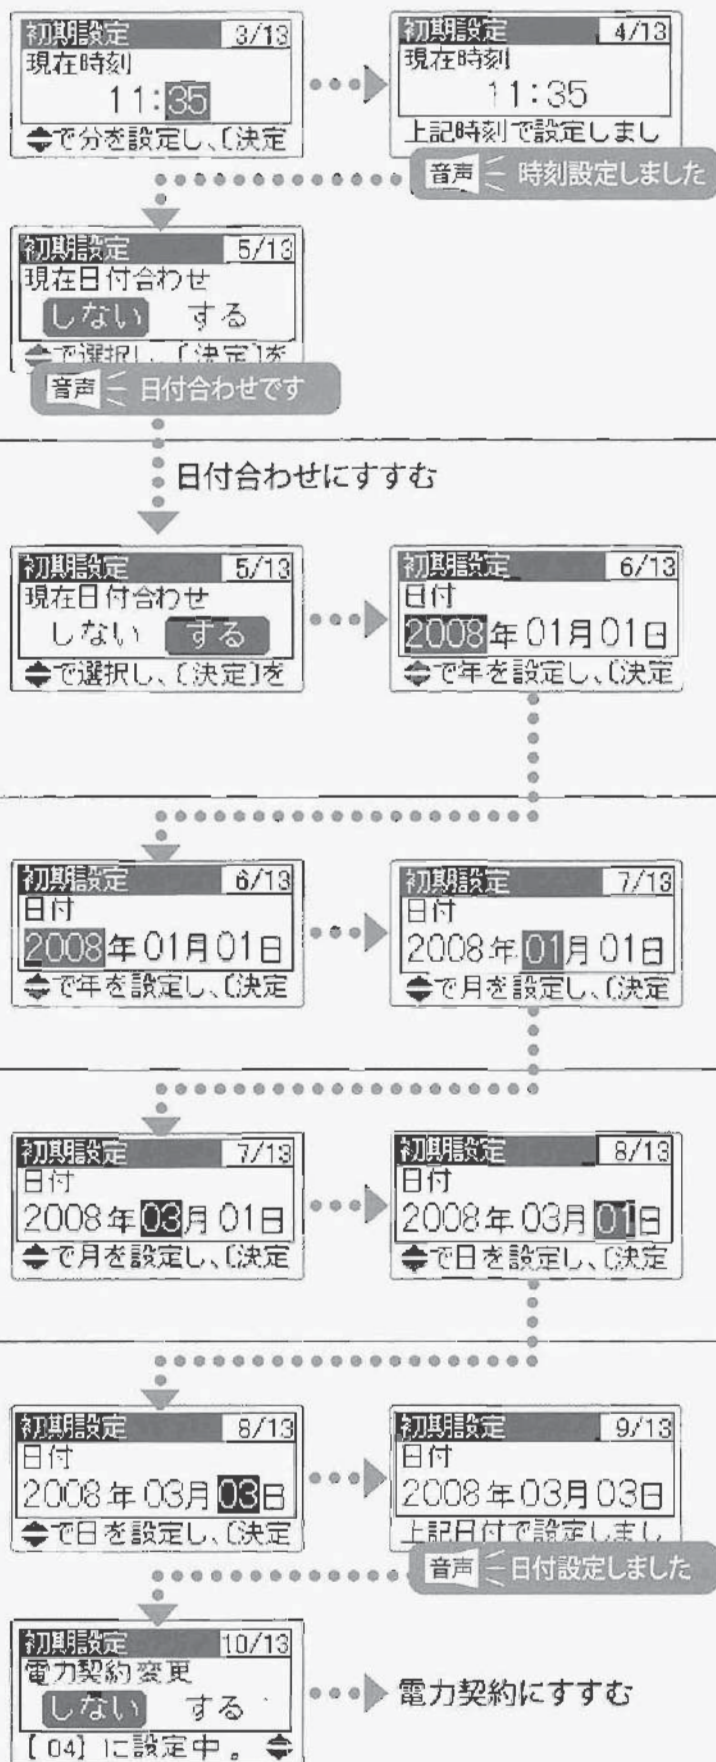 初期設定 3/13
現在時刻
11:35
で分を設定し、〔決定
初期設定 4/13
現在時刻
11:35
上記時刻で設定しまし
音声 時刻設定しました
初期設定 5/13
現在日付合わせ
しない する
で選択し、〔決定〕を
音声 日付合わせです
日付合わせにすすむ
初期設定 5/13
現在日付合わせ
しない する
で選択し、〔決定〕を
初期設定 6/13
日付
2008年01月01日
で年を設定し、〔決定
初期設定 6/13
日付
2008年01月01日
で年を設定し、〔決定
初期設定 7/13
日付
2008年01月01日
で月を設定し、〔決定
初期設定 7/13
日付
2008年03月01日
で月を設定し、〔決定
初期設定 8/13
日付
2008年03月01日
で日を設定し、〔決定
初期設定 8/13
日付
2008年03月03日
で日を設定し、〔決定
初期設定 9/13
日付
2008年03月03日
上記日付で設定しまし
音声 日付設定しました
初期設定 10/13
電力契約変更
しない する
[04] に設定中。
電力契約にすすむ